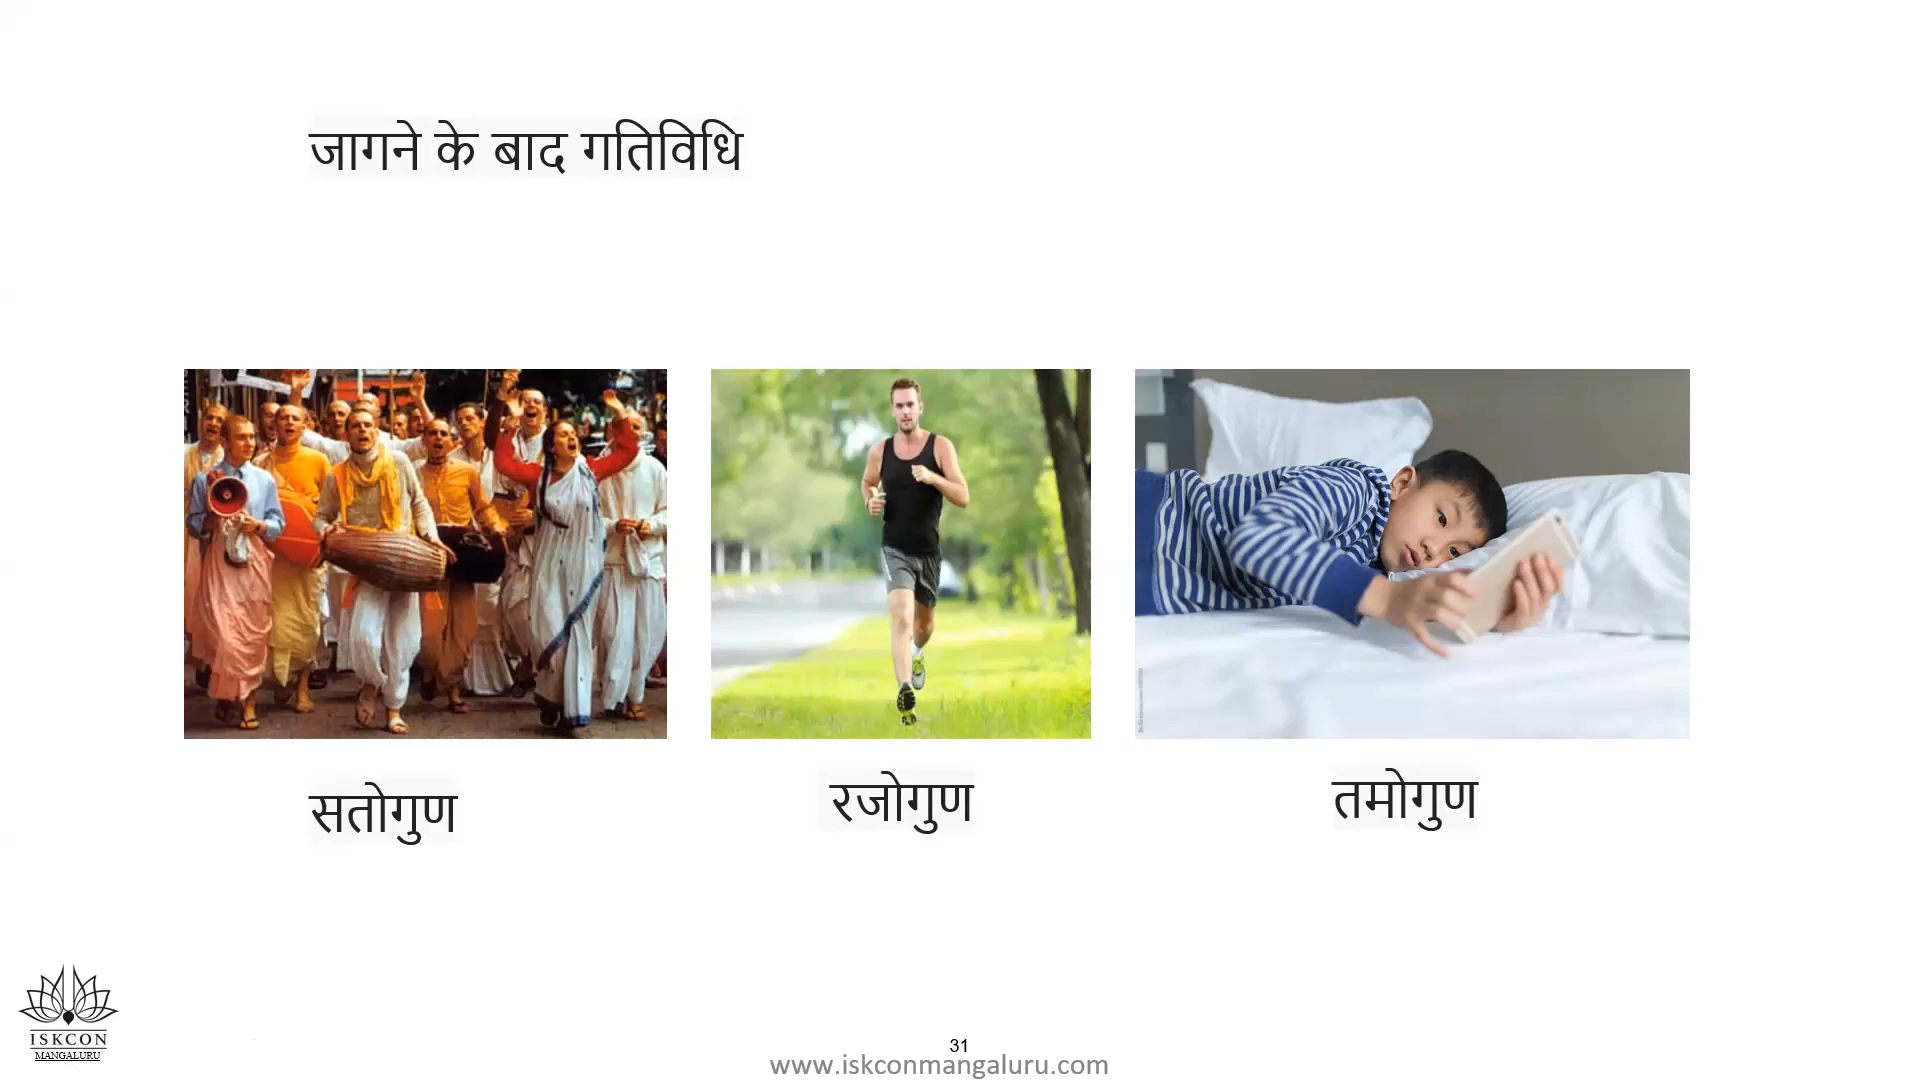 जागने के बाद गतिविधि
सतोगुण
रजोगुण
तमोगुण
ISKCON
MANGALURU
31
www.iskconmangaluru.com